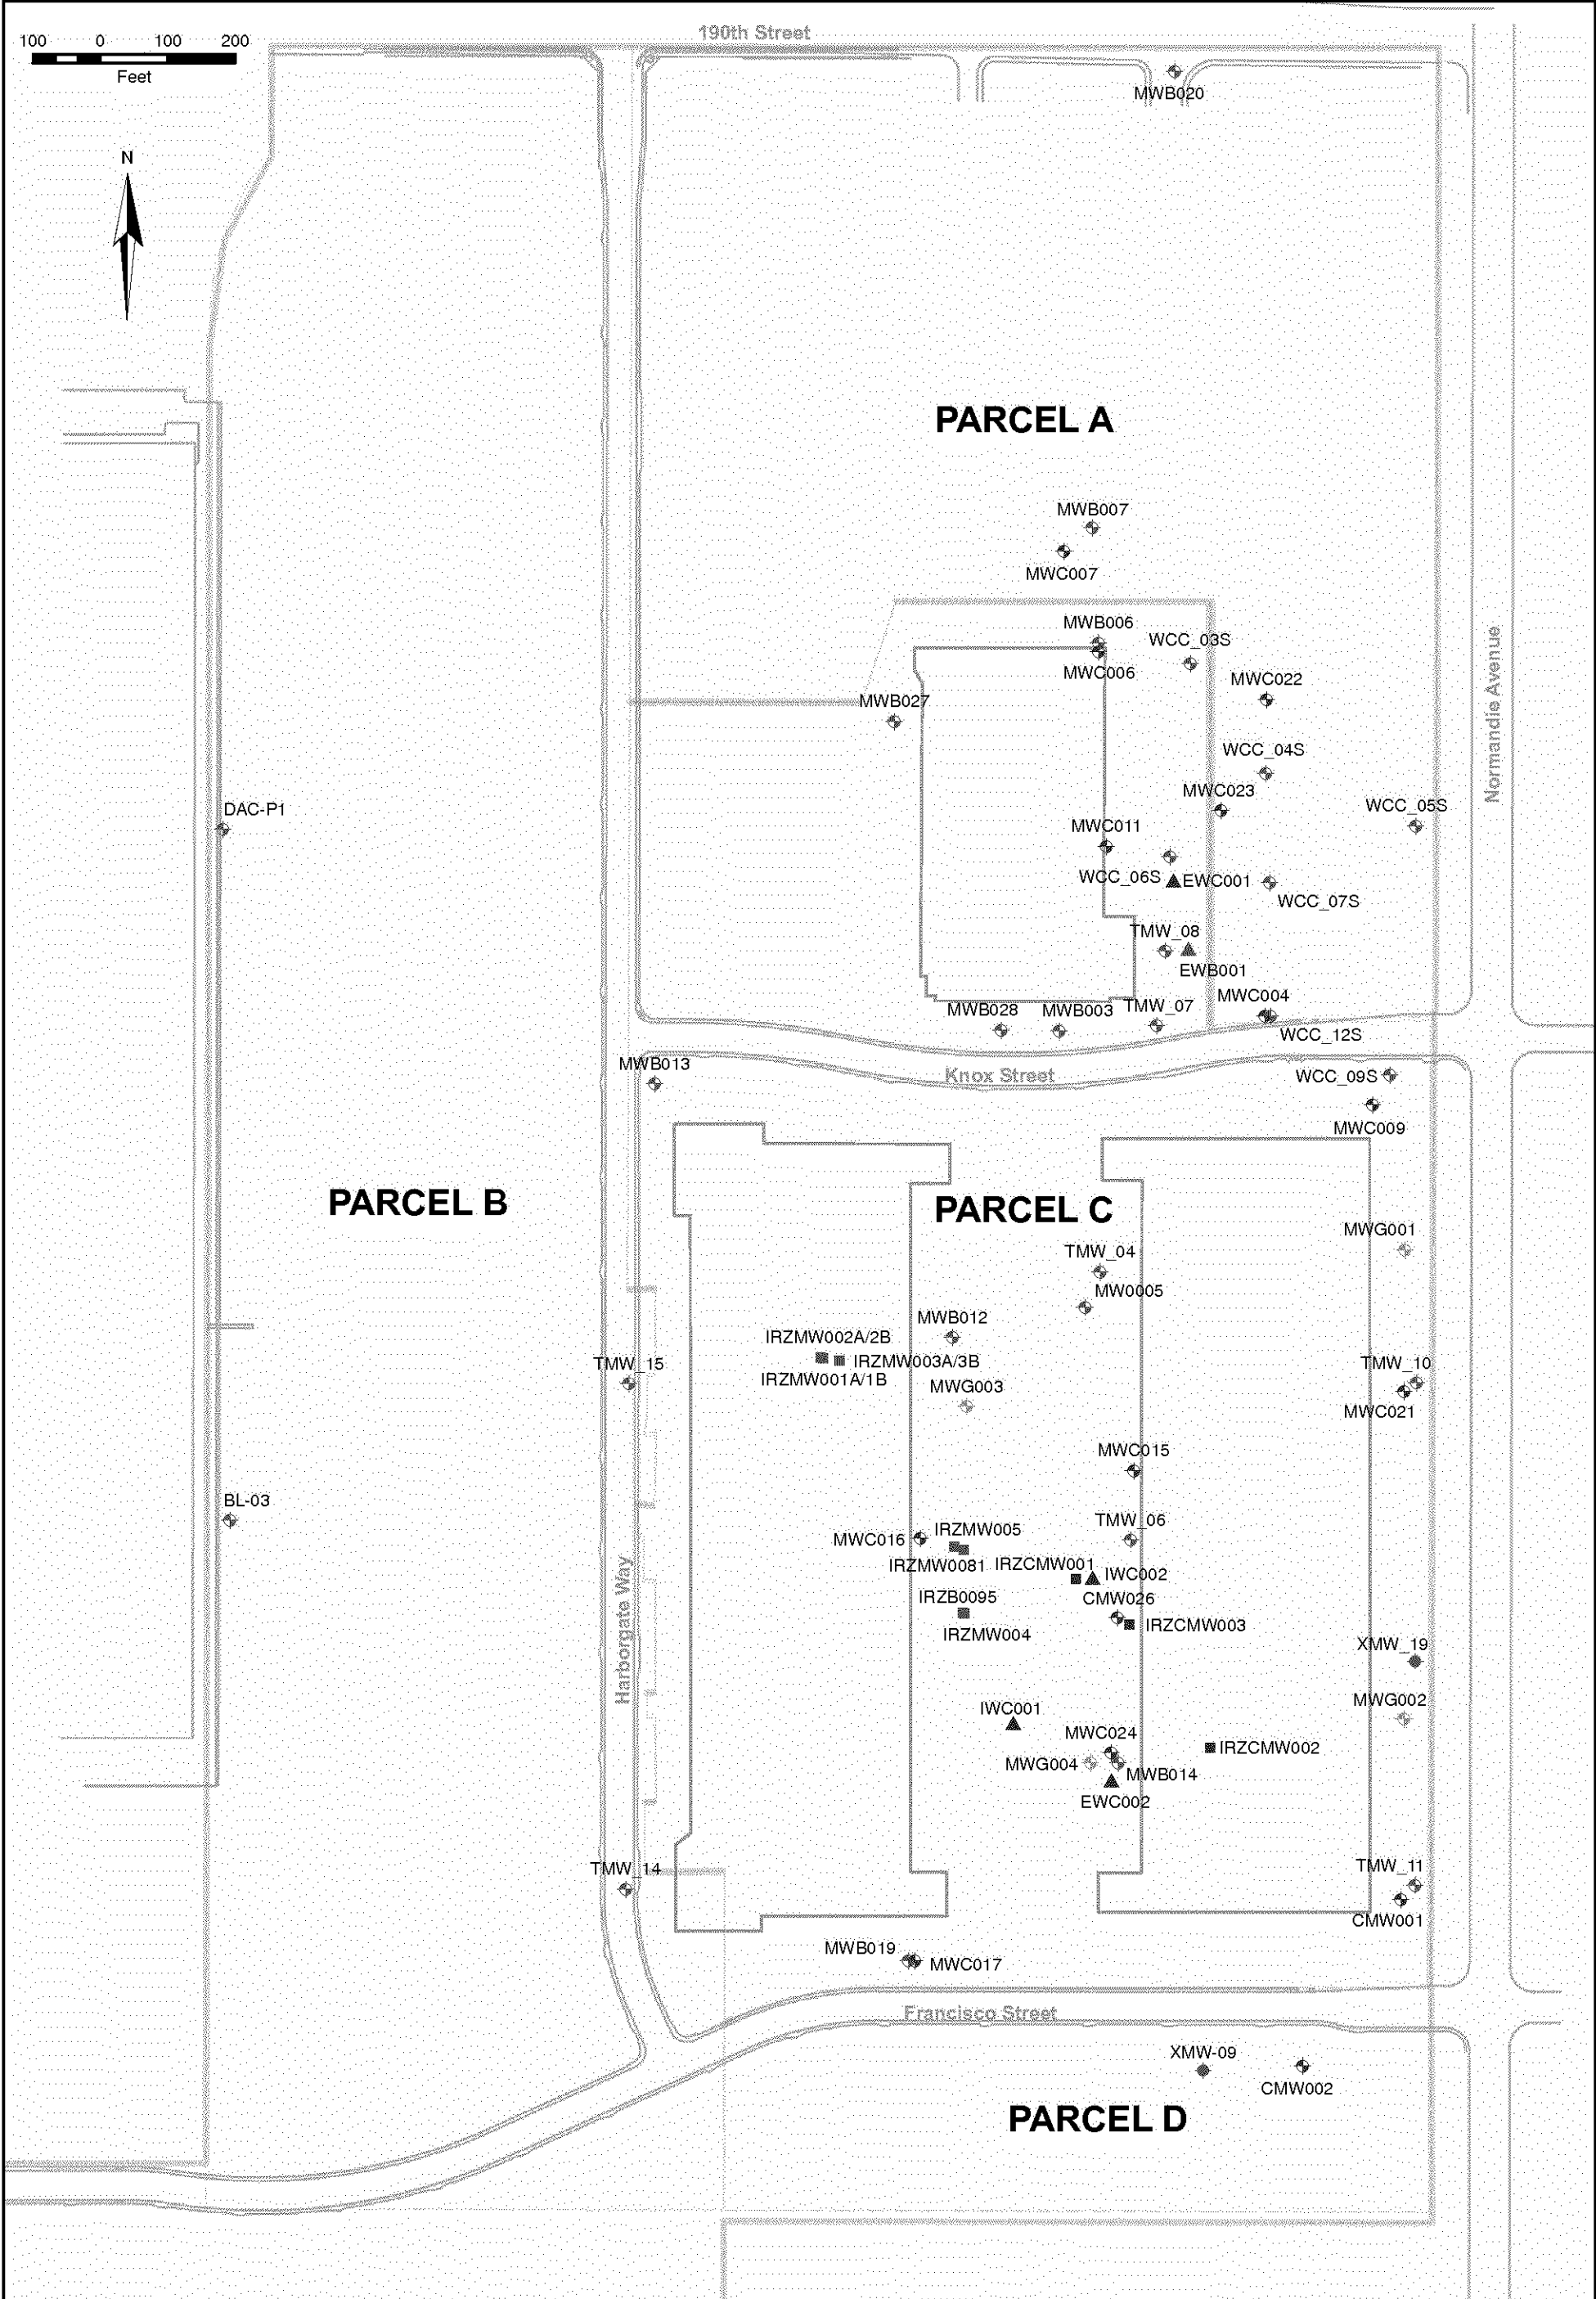 190th Street
100 0 100 200
Feet
MWB020
N
PARCEL A
MWB007
MWC007
MWB006
WCC_03S
MWC006
MWC022
MWB027
WCC_04S
MWC023
WCC_05S
DAC-P1
MWC011
WCC_06S
EWC001
WCC_07S
TMW_08
EWB001
MWC004
MWB028
MWB003
TMW_07
WCC_12S
Normandie Avenue
MWB013
Knox Street
WCC_09S
MWC009
PARCEL B
PARCEL C
MWG001
TMW_04
MW0005
MWB012
IRZMW002A/2B
IRZMW003A/3B
IRZMW001A/1B
TMW_15
TMW_10
MWG003
MWC021
MWC015
BL-03
IRZMW005
TMW_06
MWC016
IRZMW0081
IRZCMW001
IWC002
CMW026
IRZB0095
IRZCMW003
IRZMW004
Harborgate Way
XMW_19
MWG002
IWC001
MWC024
IRZCMW002
MWG004
MWB014
EWC002
TMW_14
TMW_11
CMW001
MWB019
MWC017
Francisco Street
XMW-09
CMW002
PARCEL D